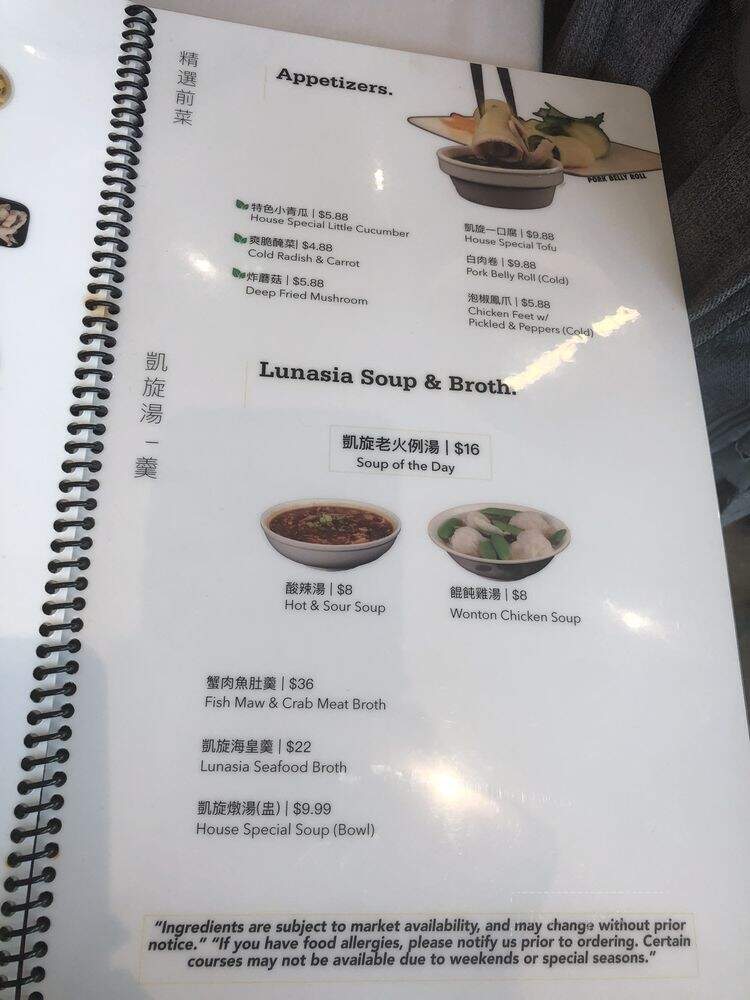 精選前菜
Appetizers.
PORK BELLY ROLL
特色小青瓜 | $5.88
House Special Little Cucumber
爽脆醃菜| $4.88
Cold Radish & Carrot
炸蘑菇 | $5.88
Deep Fried Mushroom
凱旋一口腐 | $9.88
House Special Tofu
白肉卷 | $9.88
Pork Belly Roll (Cold)
泡椒鳳爪 | $5.88
Chicken Feet w/
Pickled & Peppers (Cold)
凱旋湯－羹
Lunasia Soup & Broth.
凱旋老火例湯 | $16
Soup of the Day
酸辣湯 | $8
Hot & Sour Soup
餛飩雞湯 | $8
Wonton Chicken Soup
蟹肉魚肚羹 | $36
Fish Maw & Crab Meat Broth
凱旋海皇羹 | $22
Lunasia Seafood Broth
凱旋燉湯(盅) | $9.99
House Special Soup (Bowl)
“Ingredients are subject to market availability, and may change without prior
notice.” “If you have food allergies, please notify us prior to ordering. Certain
courses may not be available due to weekends or special seasons.”